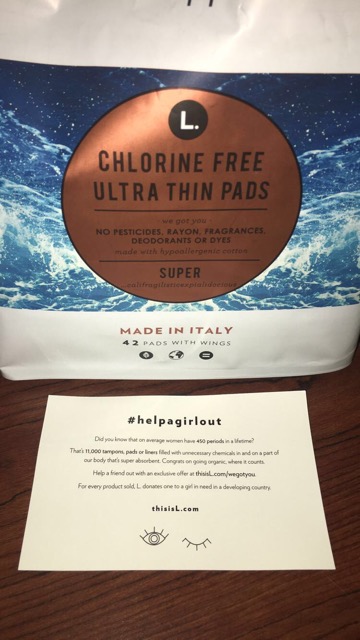 L.
CHLORINE FREE
ULTRA THIN PADS
we got you
NO PESTICIDES, RAYON, FRAGRANCES,
DEODORANTS OR DYES
made with hypoallergenic cotton
SUPER
califragilisticexpialidocious
MADE IN ITALY
42 PADS WITH WINGS
#helpagirlout
Did you know that on average women have 450 periods in a lifetime?
That's 11,000 tampons, pads or liners filled with unnecessary chemicals in and on a part of
our body that's super absorbent. Congrats on going organic, where it counts.
Help a friend out with an exclusive offer at thisisL.com/wegotyou.
For every product sold, L. donates one to a girl in need in a developing country.
thisisL.com